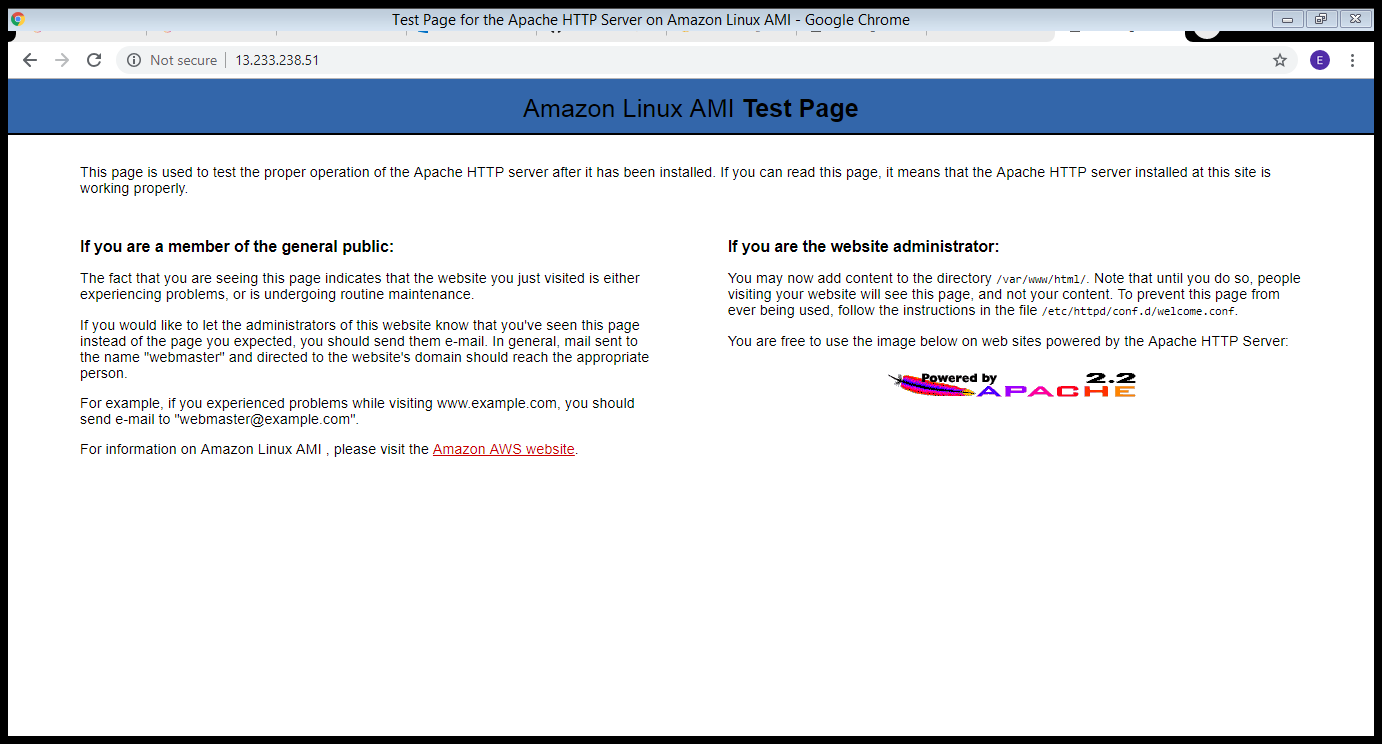 Test Page for the Apache HTTP Server on Amazon Linux AMI - Google Chrome
Not secure 13.233.238.51
E
Amazon Linux AMI Test Page
This page is used to test the proper operation of the Apache HTTP server after it has been installed. If you can read this page, it means that the Apache HTTP server installed at this site is
working properly.
If you are a member of the general public:
The fact that you are seeing this page indicates that the website you just visited is either
experiencing problems, or is undergoing routine maintenance.
If you would like to let the administrators of this website know that you've seen this page
instead of the page you expected, you should send them e-mail. In general, mail sent to
the name "webmaster" and directed to the website's domain should reach the appropriate
person.
For example, if you experienced problems while visiting www.example.com, you should
send e-mail to "webmaster@example.com".
For information on Amazon Linux AMI , please visit the Amazon AWS website.
If you are the website administrator:
You may now add content to the directory /var/www/html/. Note that until you do so, people
visiting your website will see this page, and not your content. To prevent this page from
ever being used, follow the instructions in the file /etc/httpd/conf.d/welcome.conf.
You are free to use the image below on web sites powered by the Apache HTTP Server:
Powered by 2.2
APACHE